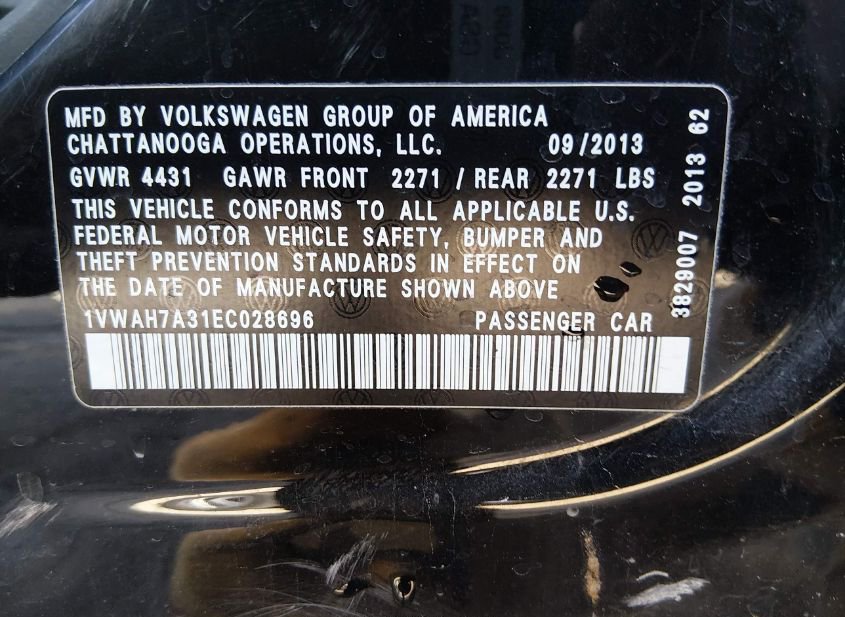 MFD BY VOLKSWAGEN GROUP OF AMERICA
CHATTANOOGA OPERATIONS, LLC. 09/2013
GVWR 4431 GAWR FRONT 2271 / REAR 2271 LBS
THIS VEHICLE CONFORMS TO ALL APPLICABLE U.S.
FEDERAL MOTOR VEHICLE SAFETY, BUMPER AND
THEFT PREVENTION STANDARDS IN EFFECT ON
THE DATE OF MANUFACTURE SHOWN ABOVE
1VWAH7A31EC028696 PASSENGER CAR
3829007 2013 62